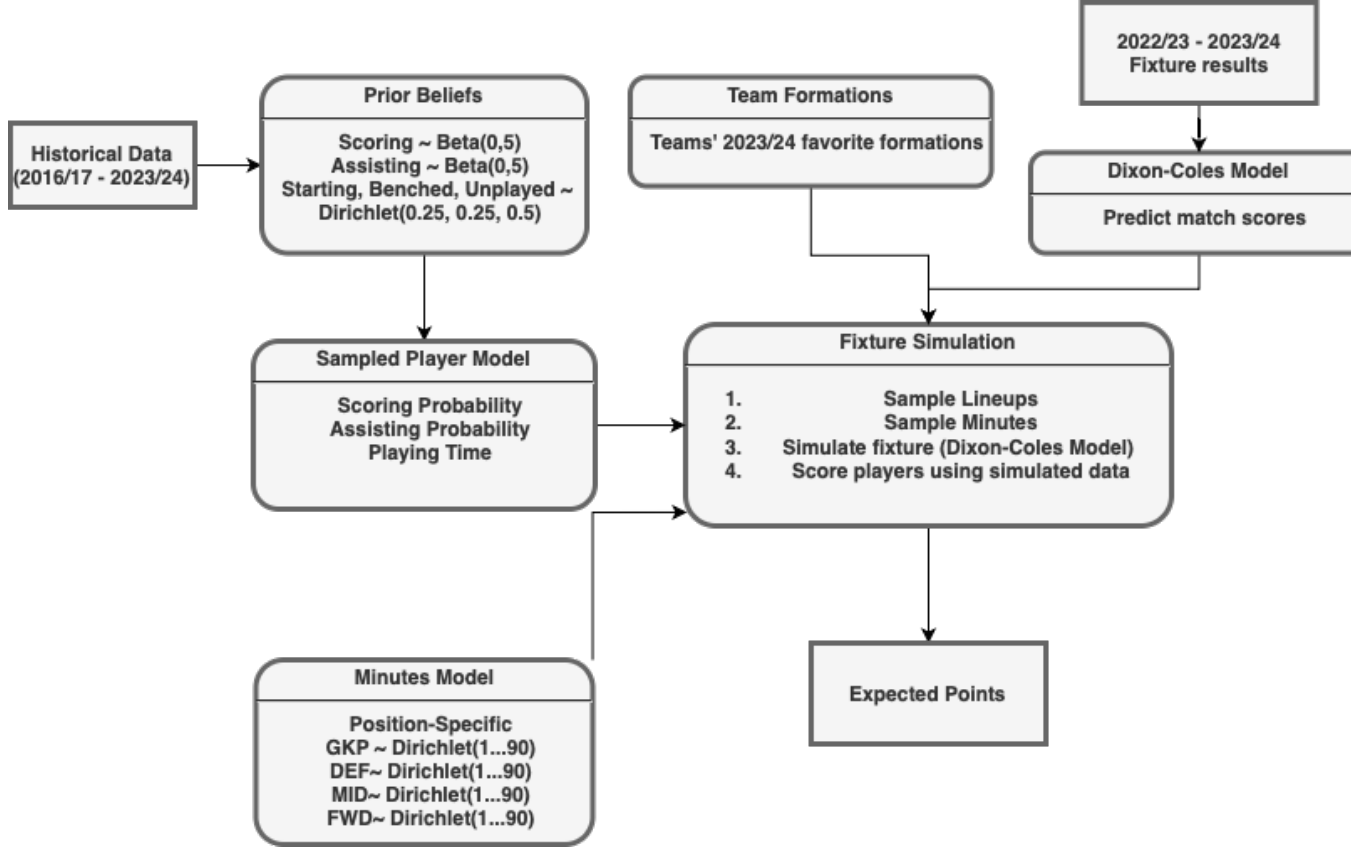 Historical Data
(2016/17 - 2023/24)
Prior Beliefs
Scoring ~ Beta(0,5)
Assisting ~ Beta(0,5)
Starting, Benched, Unplayed ~
Dirichlet(0.25, 0.25, 0.5)
Team Formations
Teams' 2023/24 favorite formations
2022/23 - 2023/24
Fixture results
Dixon-Coles Model
Predict match scores
Sampled Player Model
Scoring Probability
Assisting Probability
Playing Time
Fixture Simulation
1. Sample Lineups
2. Sample Minutes
3. Simulate fixture (Dixon-Coles Model)
4. Score players using simulated data
Minutes Model
Position-Specific
GKP ~ Dirichlet(1...90)
DEF~ Dirichlet(1...90)
MID~ Dirichlet(1...90)
FWD~ Dirichlet(1...90)
Expected Points